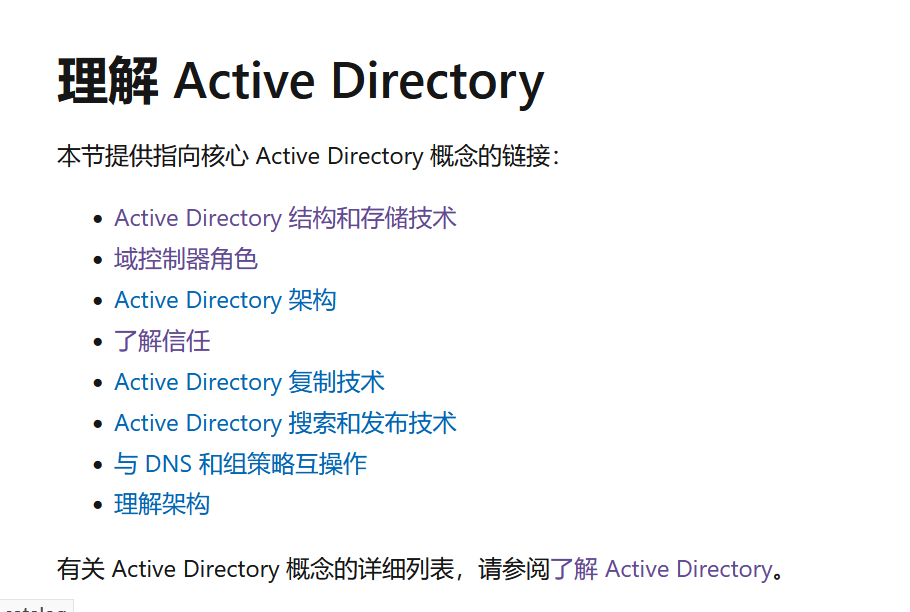 理解 Active Directory
本节提供指向核心 Active Directory 概念的链接：
Active Directory 结构和存储技术
域控制器角色
Active Directory 架构
了解信任
Active Directory 复制技术
Active Directory 搜索和发布技术
与 DNS 和组策略互操作
理解架构
有关 Active Directory 概念的详细列表，请参阅了解 Active Directory。